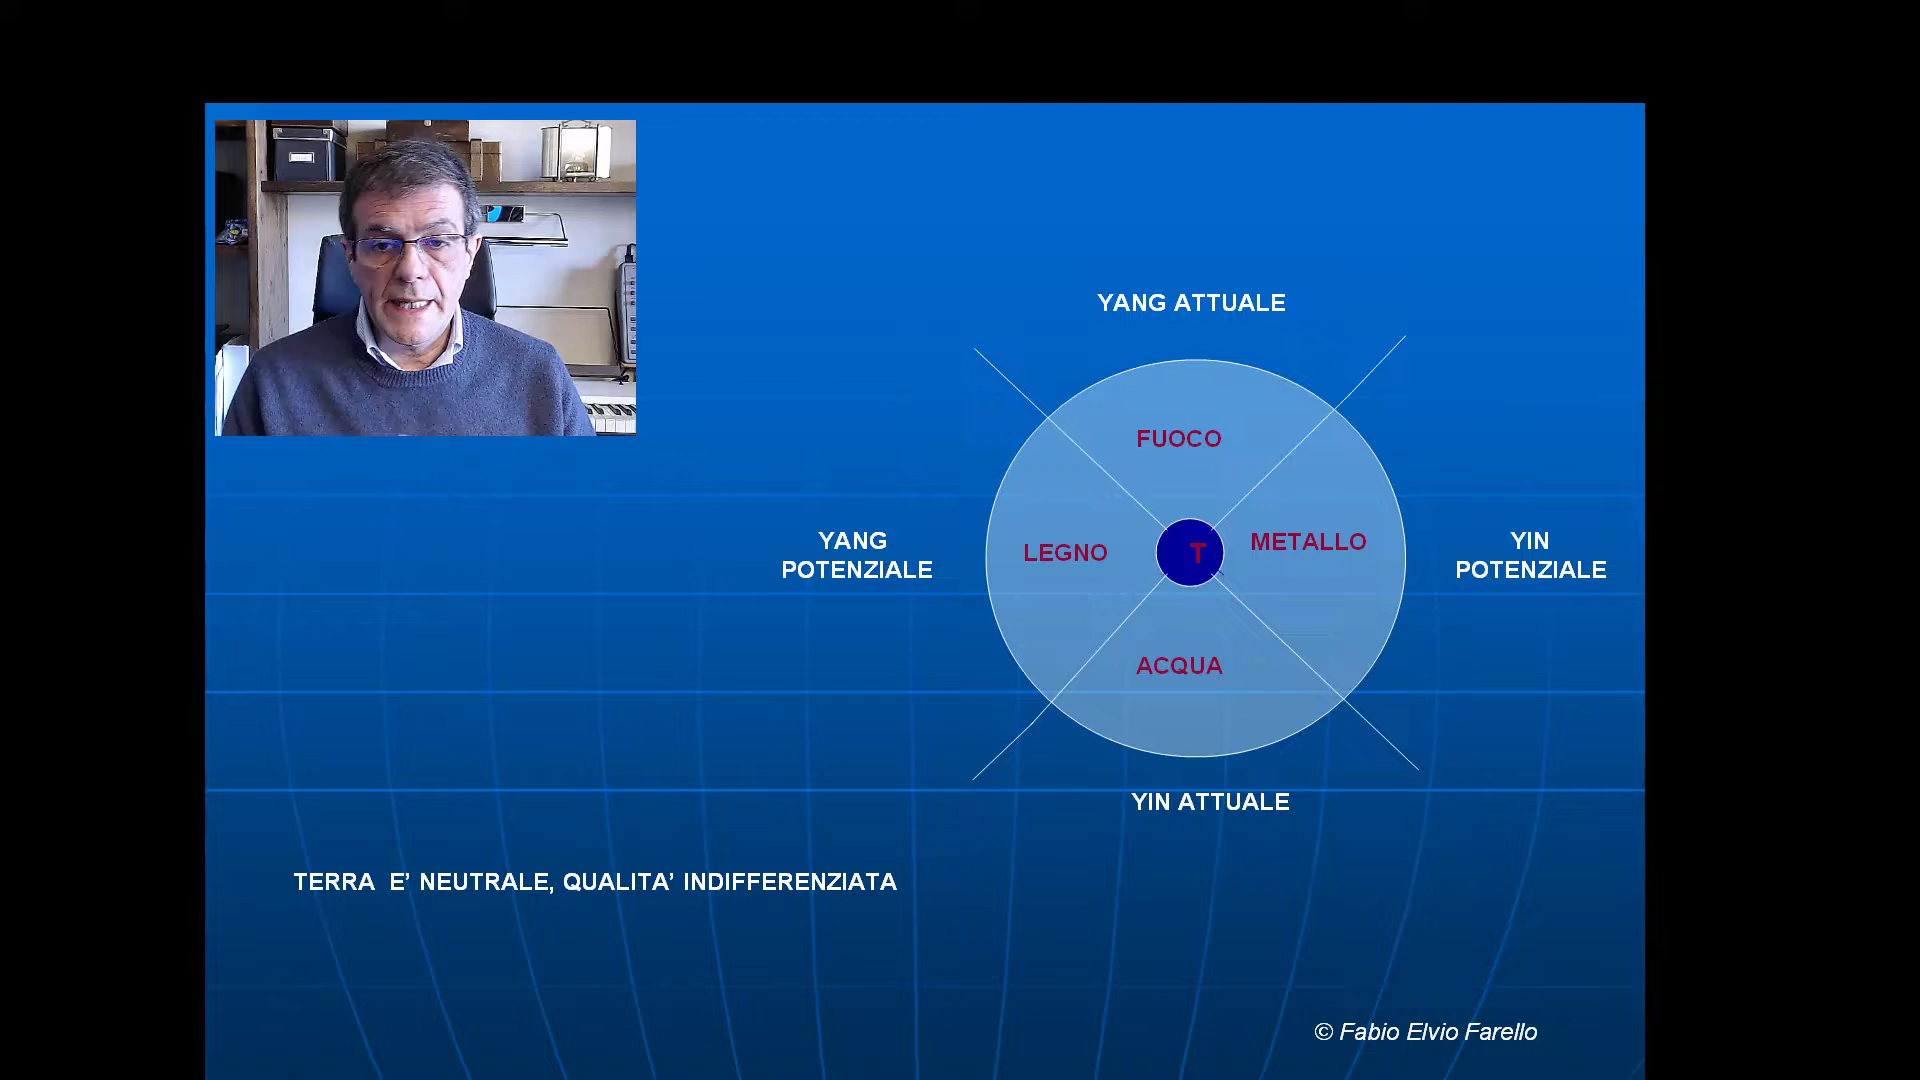 YANG ATTUALE
FUOCO
YANG
POTENZIALE
LEGNO
T
METALLO
YIN
POTENZIALE
ACQUA
YIN ATTUALE
TERRA E’ NEUTRALE, QUALITA’ INDIFFERENZIATA
© Fabio Elvio Farello